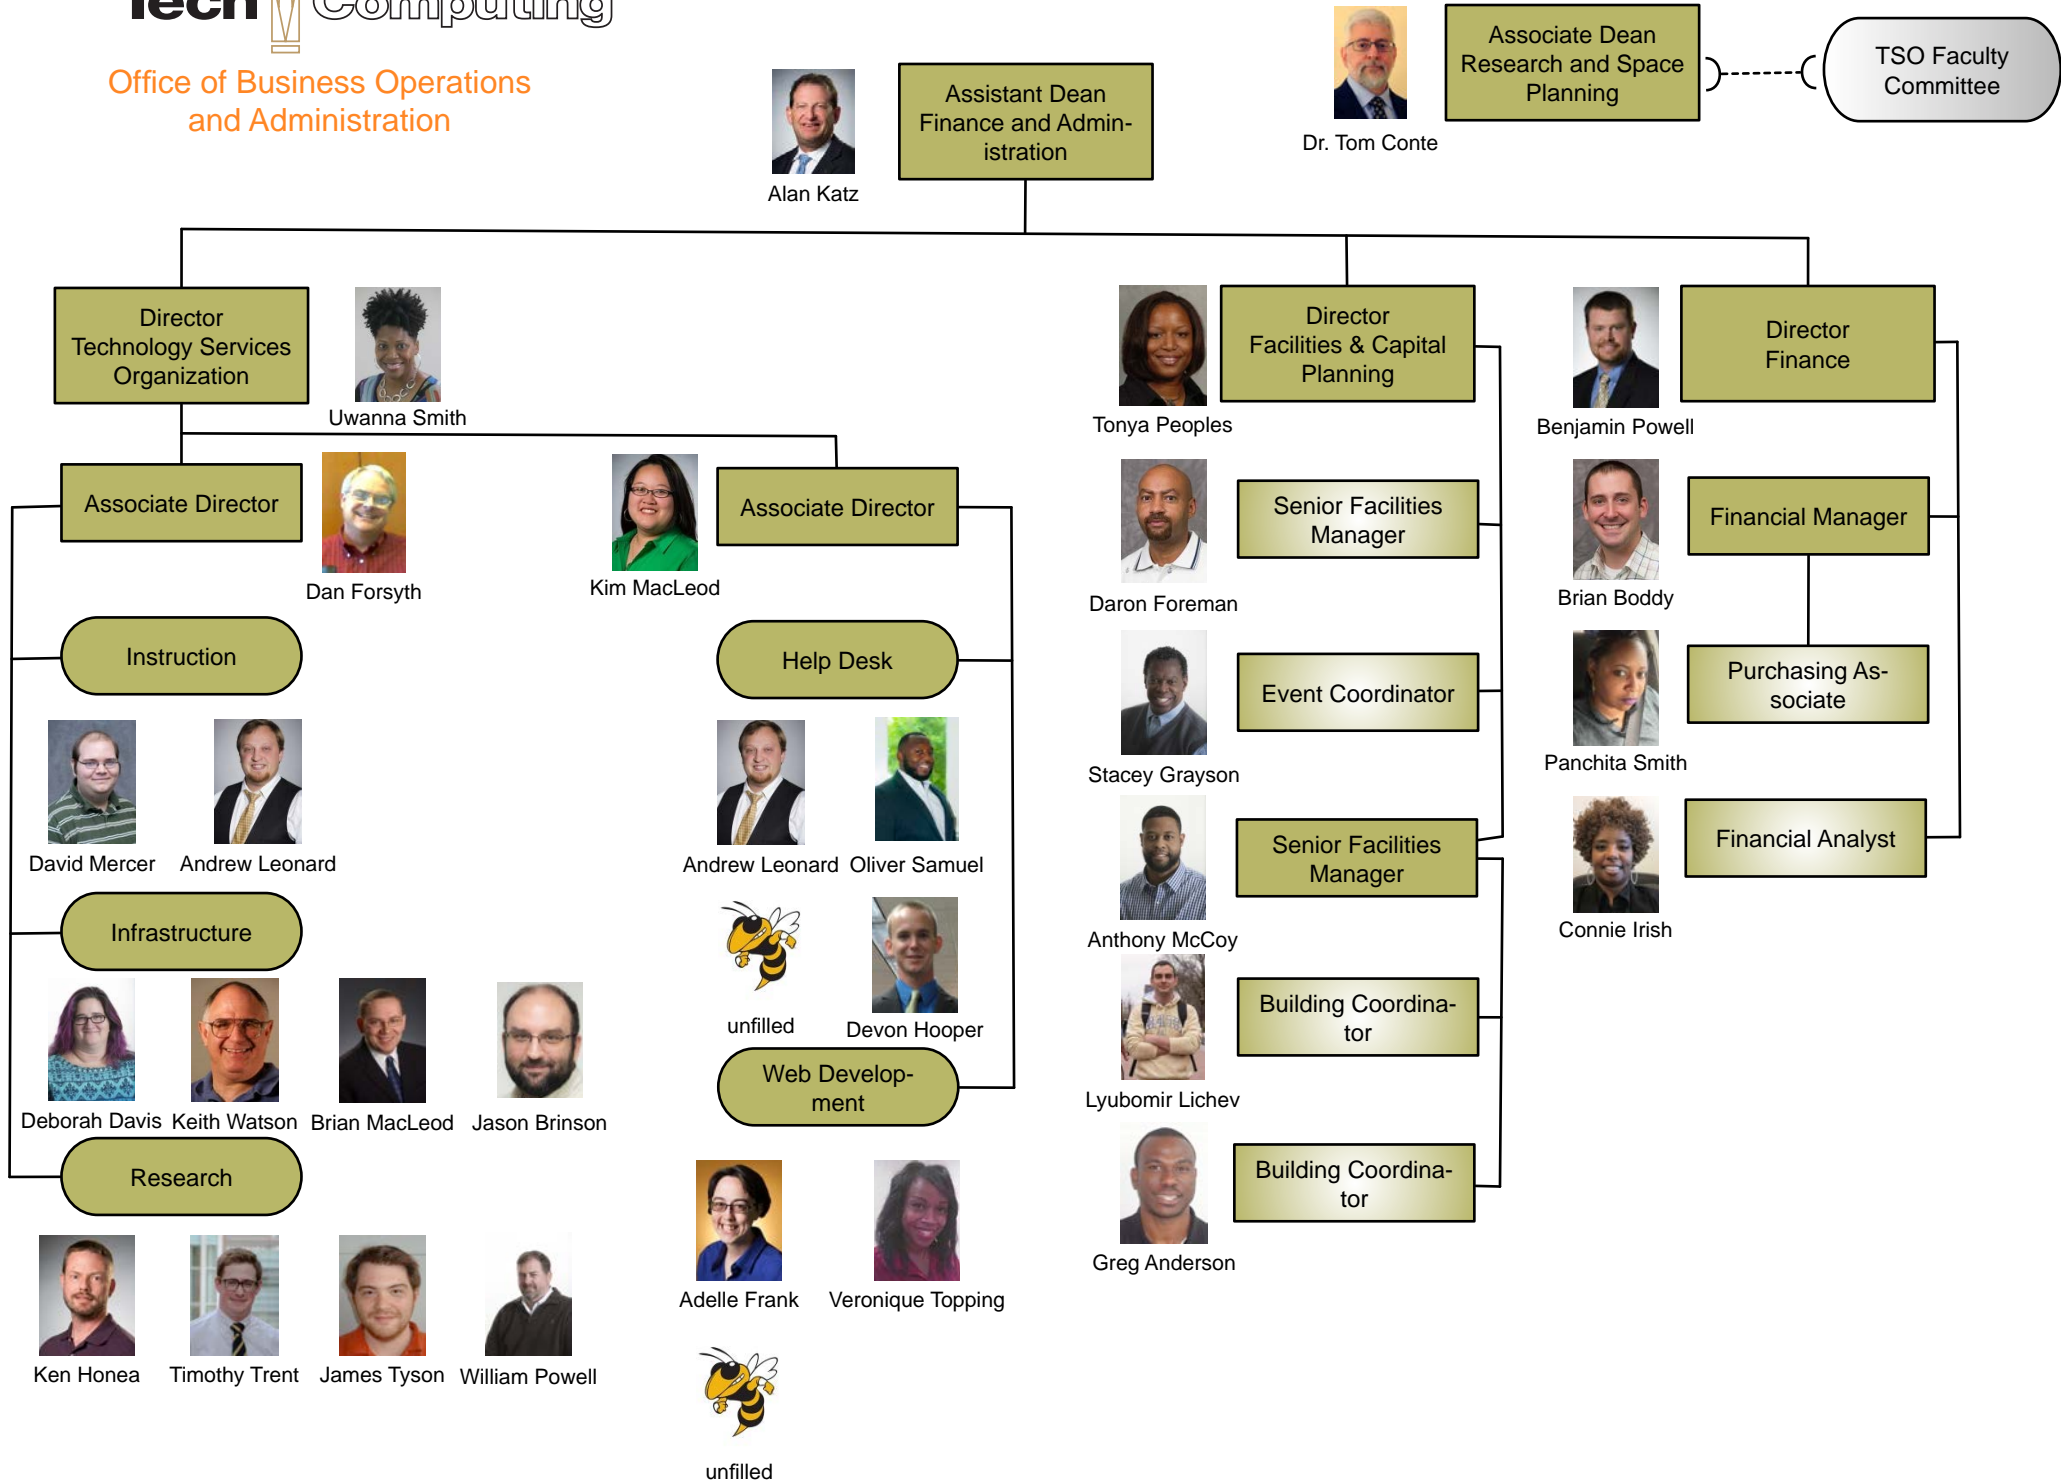 Tech Computing
Office of Business Operations
and Administration
Alan Katz
Assistant Dean
Finance and Admin-
istration
Dr. Tom Conte
Associate Dean
Research and Space
Planning
TSO Faculty
Committee
Director
Technology Services
Organization
Uwanna Smith
Associate Director
Dan Forsyth
Kim MacLeod
Associate Director
Instruction
David Mercer
Andrew Leonard
Infrastructure
Deborah Davis
Keith Watson
Brian MacLeod
Jason Brinson
Research
Ken Honea
Timothy Trent
James Tyson
William Powell
Help Desk
Andrew Leonard
Oliver Samuel
unfilled
Devon Hooper
Web Develop-
ment
Adelle Frank
Veronique Topping
unfilled
Tonya Peoples
Director
Facilities & Capital
Planning
Daron Foreman
Senior Facilities
Manager
Stacey Grayson
Event Coordinator
Anthony McCoy
Senior Facilities
Manager
Lyubomir Lichev
Building Coordina-
tor
Greg Anderson
Building Coordina-
tor
Benjamin Powell
Director
Finance
Brian Boddy
Financial Manager
Panchita Smith
Purchasing As-
sociate
Connie Irish
Financial Analyst